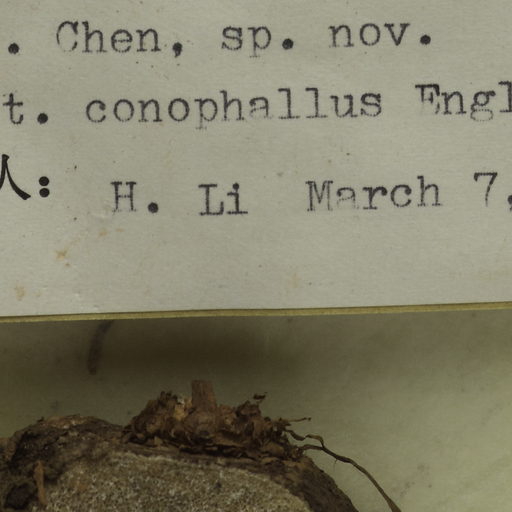 . Chen, sp. nov.
t. conophallus Engl
人: H. Li March 7,